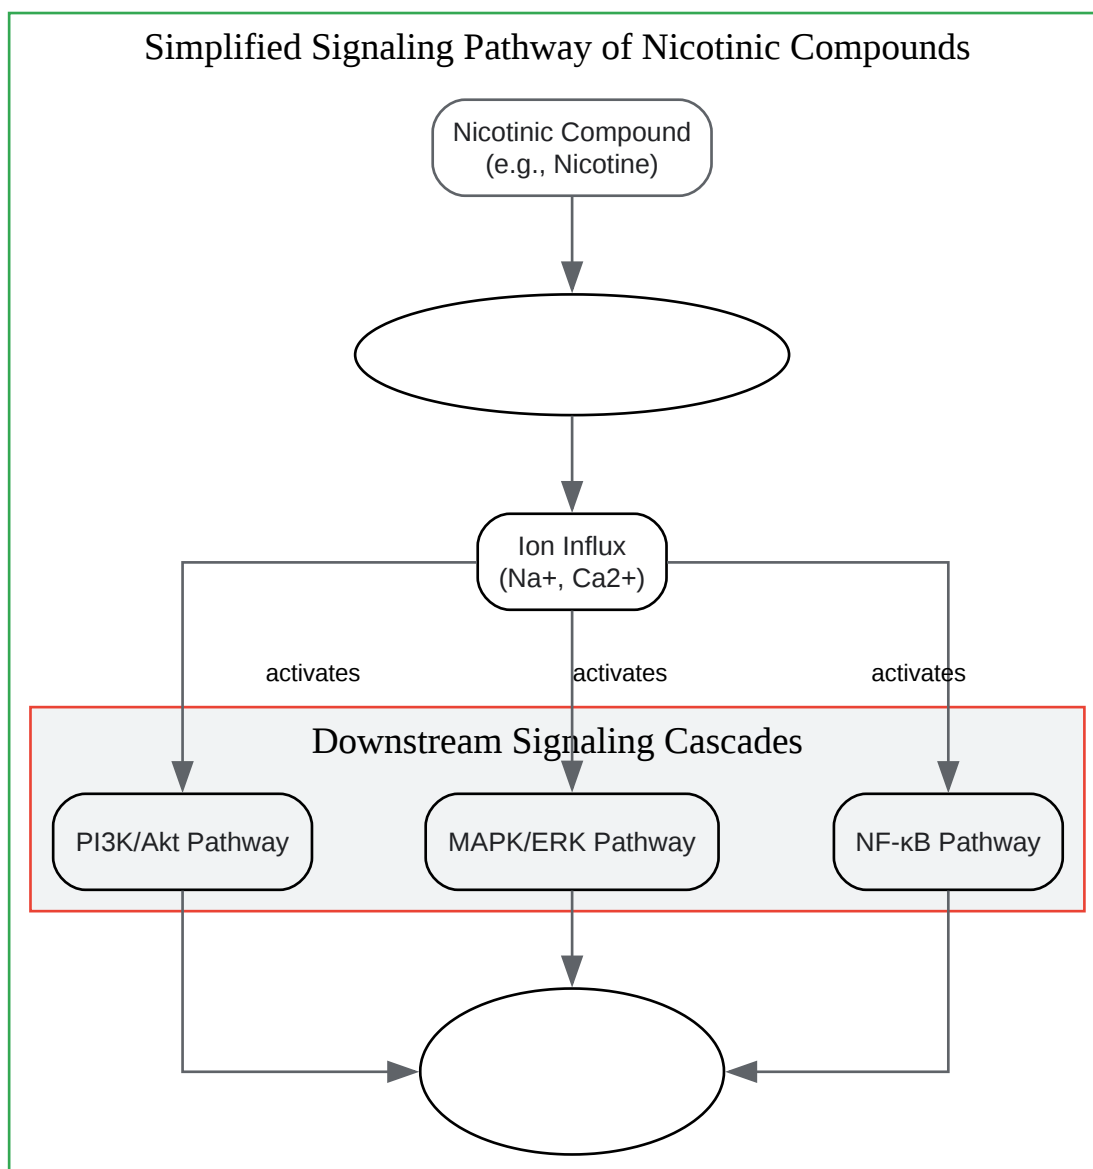 Simplified Signaling Pathway of Nicotinic Compounds
Nicotinic Compound
(e.g., Nicotine)
Ion Influx
(Na+, Ca2+)
activates
activates
activates
Downstream Signaling Cascades
PI3K/Akt Pathway
MAPK/ERK Pathway
NF-κB Pathway